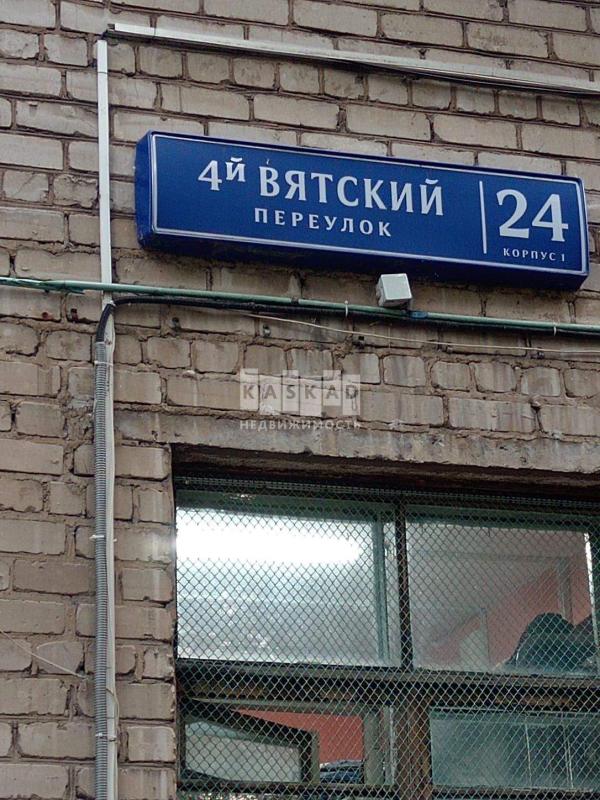 4й ВЯТСКИЙ
ПЕРЕУЛОК
24
КОРПУС 1
KASKAD
НЕДВИЖИМОСТЬ